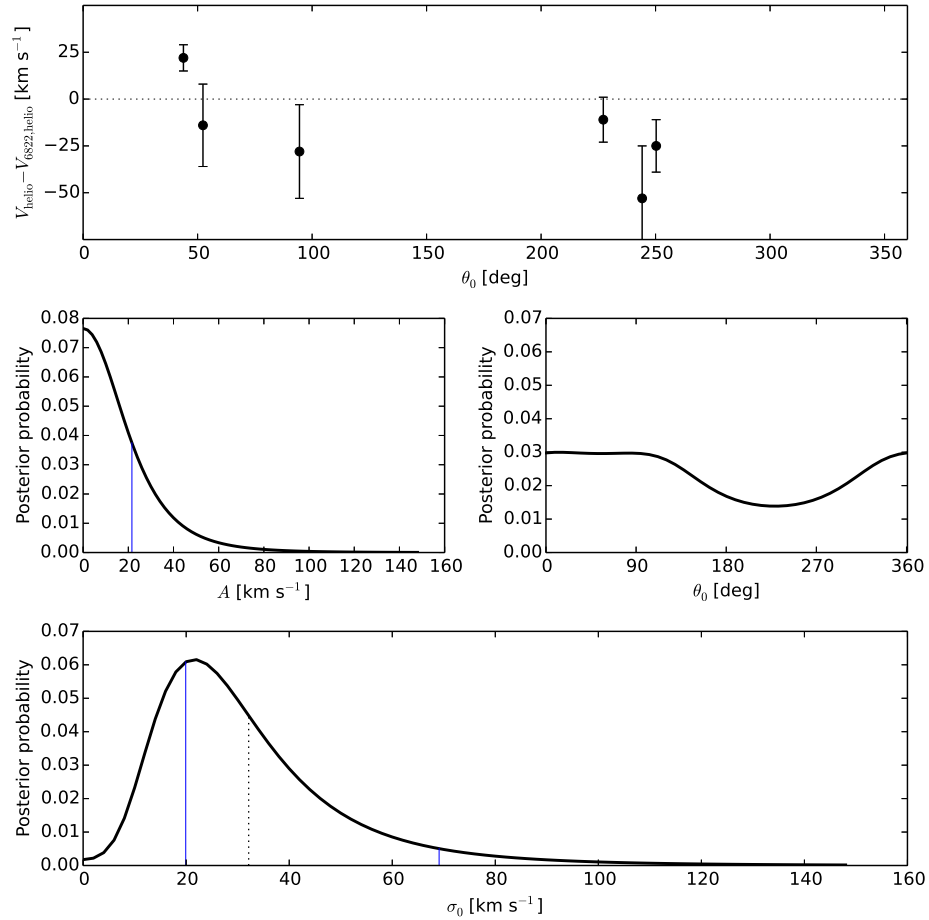 25
0
−25
−50
V_helio − V_6822,helio [km s⁻¹]
0 50 100 150 200 250 300 350
θ₀ [deg]
0.08
0.07
0.06
0.05
0.04
0.03
0.02
0.01
0.00
Posterior probability
0 20 40 60 80 100 120 140 160
A [km s⁻¹]
0.07
0.06
0.05
0.04
0.03
0.02
0.01
0.00
Posterior probability
0 90 180 270 360
θ₀ [deg]
0.07
0.06
0.05
0.04
0.03
0.02
0.01
0.00
Posterior probability
0 20 40 60 80 100 120 140 160
σ₀ [km s⁻¹]